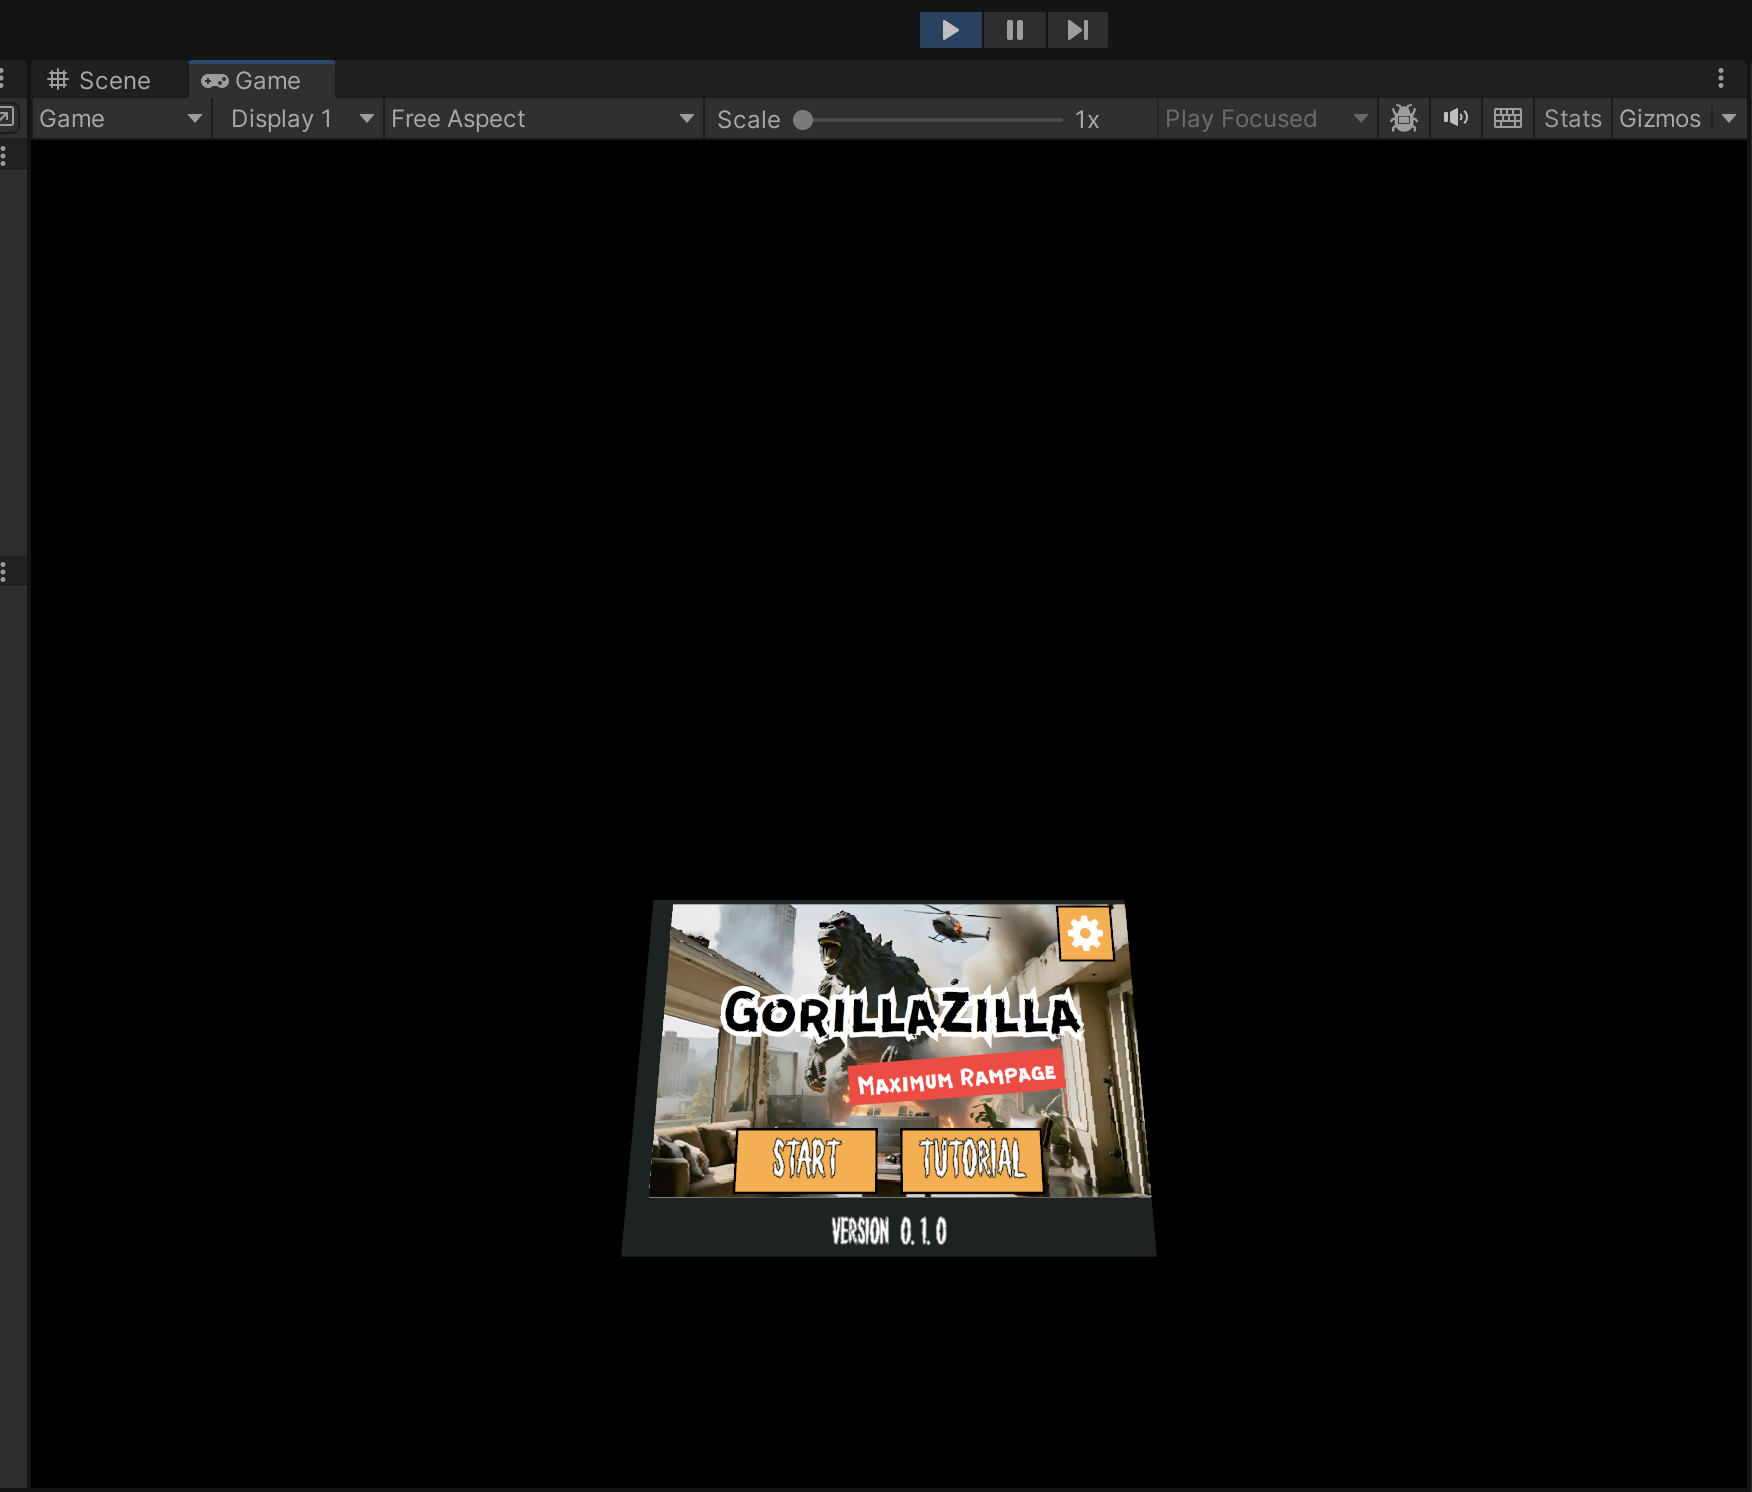 Scene Game
Game Display 1 Free Aspect Scale 1x Play Focused Stats Gizmos
GORILLAZILLA
MAXIMUM RAMPAGE
START TUTORIAL
VERSION 0.1.0